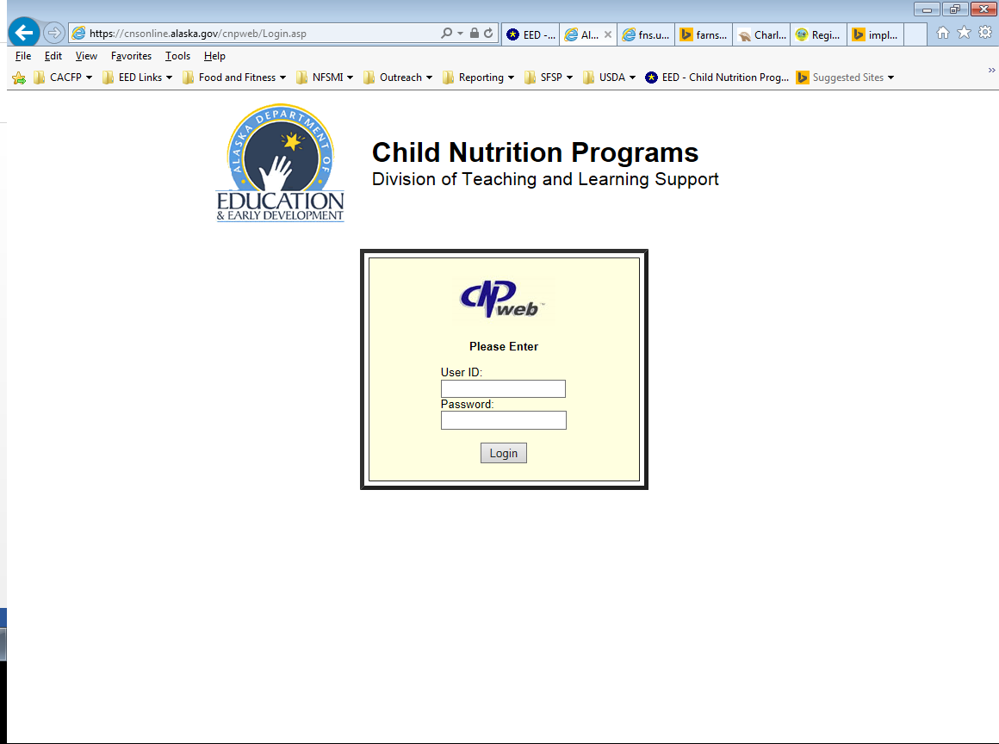 https://cnsonline.alaska.gov/cnpweb/Login.asp
EED -...
Al...
fns.u...
farns...
Charl...
Regi...
impl...
File Edit View Favorites Tools Help
CACFP EED Links Food and Fitness NFSMI Outreach Reporting SFSP USDA EED - Child Nutrition Prog... Suggested Sites
ALASKA DEPARTMENT OF
EDUCATION
& EARLY DEVELOPMENT
Child Nutrition Programs
Division of Teaching and Learning Support
CNP
web™
Please Enter
User ID:
Password:
Login